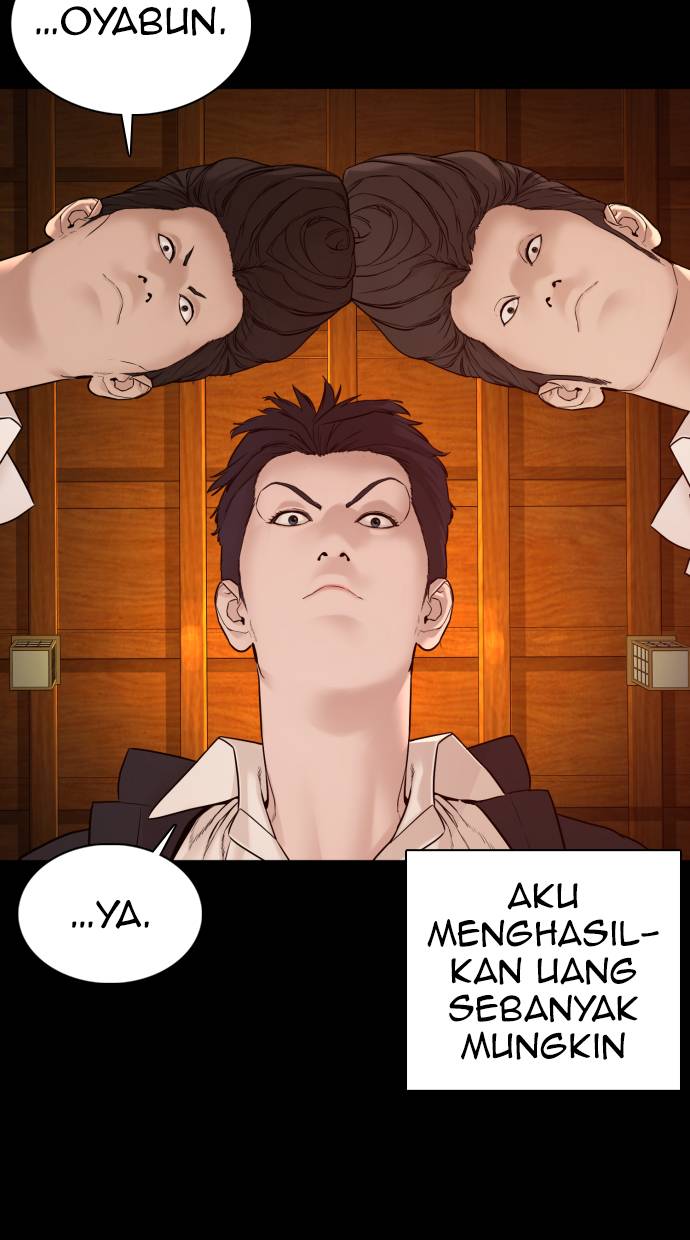 ...OYABUN.
...YA.
AKU
MENGHASIL-
KAN UANG
SEBANYAK
MUNGKIN